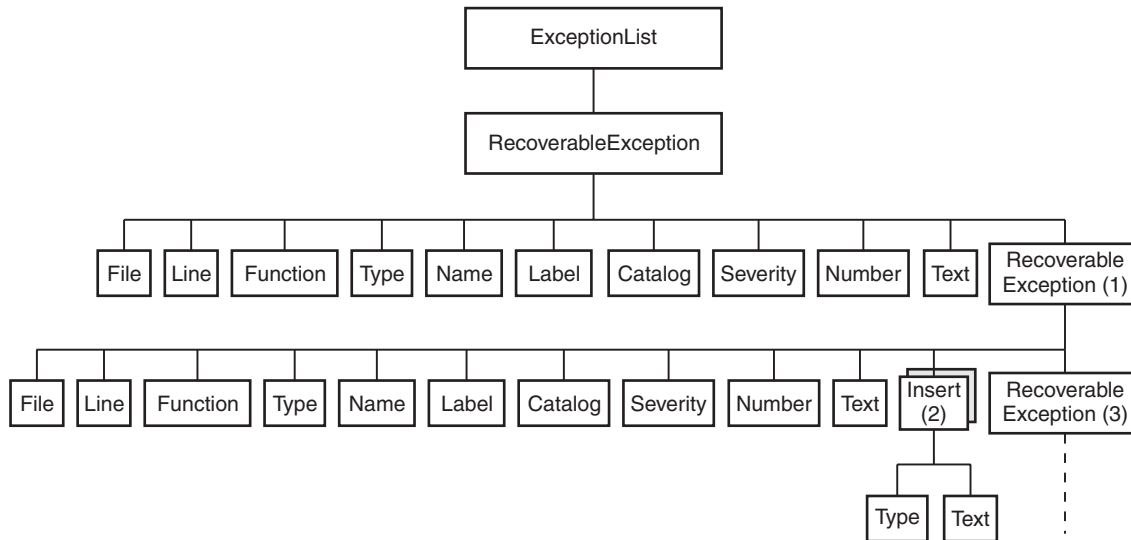 ExceptionList
RecoverableException
File
Line
Function
Type
Name
Label
Catalog
Severity
Number
Text
Recoverable
Exception (1)
File
Line
Function
Type
Name
Label
Catalog
Severity
Number
Text
Insert
(2)
Recoverable
Exception (3)
Type
Text